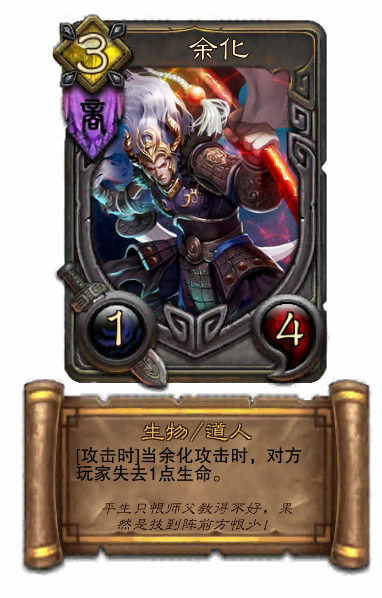 3
余化
商
1
4
生物/道人
[攻击时]当余化攻击时，对方
玩家失去1点生命。
平生只恨师父教得不好，果
然是技到阵前方恨少！